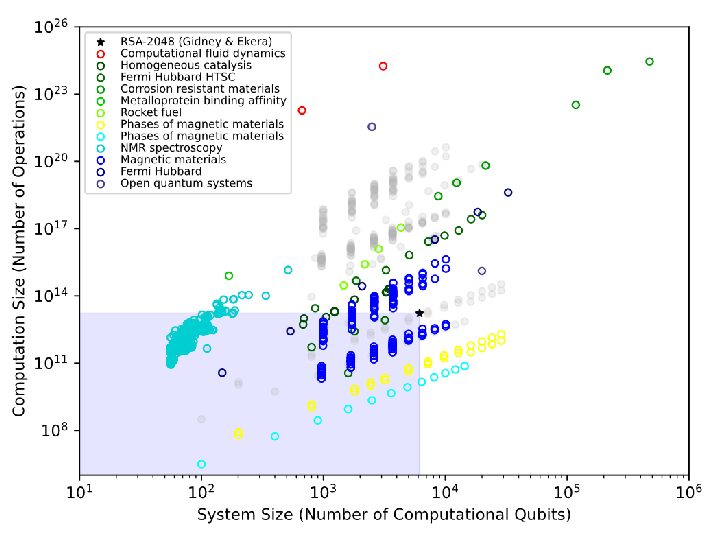 10^26
10^23
10^20
10^17
10^14
10^11
10^8
Computation Size (Number of Operations)
RSA-2048 (Gidney & Ekera)
Computational fluid dynamics
Homogeneous catalysis
Fermi Hubbard HTSC
Corrosion resistant materials
Metalloprotein binding affinity
Rocket fuel
Phases of magnetic materials
Phases of magnetic materials
NMR spectroscopy
Magnetic materials
Fermi Hubbard
Open quantum systems
10^1 10^2 10^3 10^4 10^5 10^6
System Size (Number of Computational Qubits)